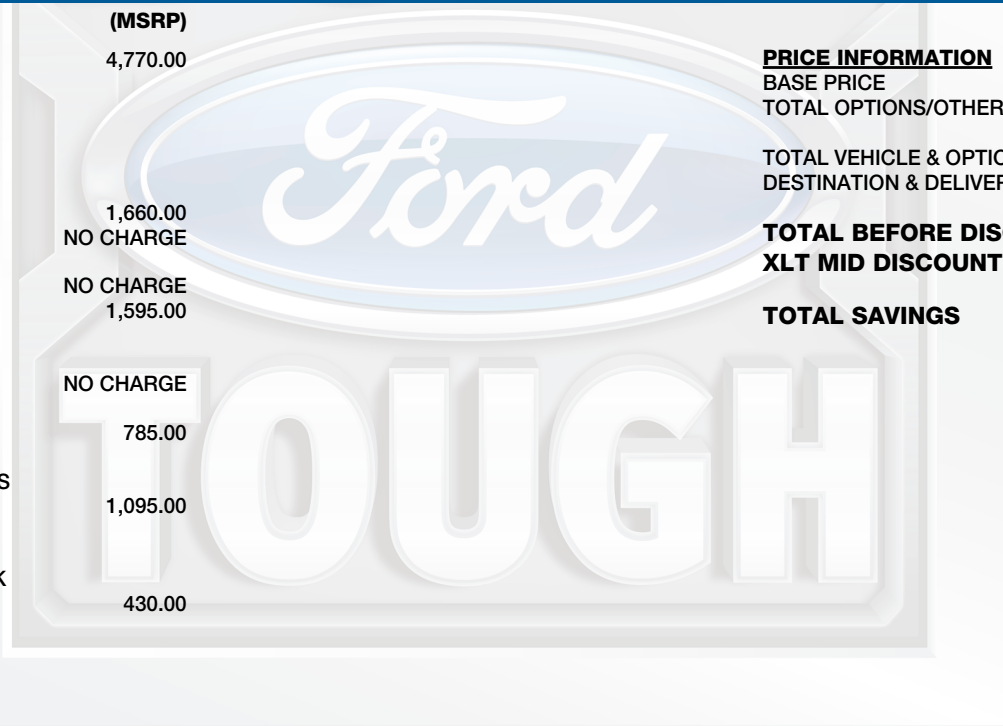 (MSRP)
4,770.00
1,660.00
NO CHARGE
NO CHARGE
1,595.00
NO CHARGE
785.00
S
1,095.00
K
430.00
PRICE INFORMATION
BASE PRICE
TOTAL OPTIONS/OTHER
TOTAL VEHICLE & OPTIO
DESTINATION & DELIVER
TOTAL BEFORE DISC
XLT MID DISCOUNT
TOTAL SAVINGS
Ford
TOUGH